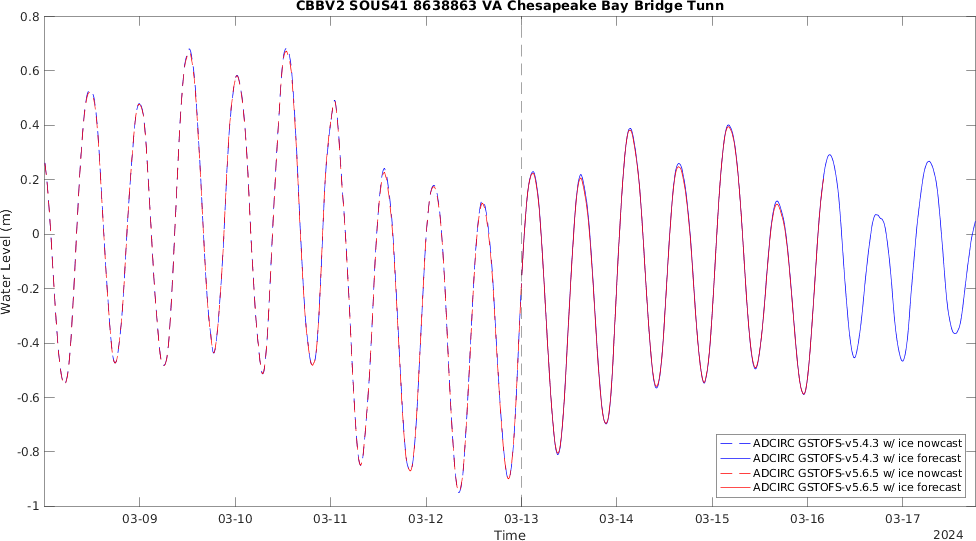 CBBV2 SOUS41 8638863 VA Chesapeake Bay Bridge Tunn
Water Level (m)
0.8
0.6
0.4
0.2
0
-0.2
-0.4
-0.6
-0.8
-1
ADCIRC GSTOFS-v5.4.3 w/ ice nowcast
ADCIRC GSTOFS-v5.4.3 w/ ice forecast
ADCIRC GSTOFS-v5.6.5 w/ ice nowcast
ADCIRC GSTOFS-v5.6.5 w/ ice forecast
03-09 03-10 03-11 03-12 03-13 03-14 03-15 03-16 03-17
Time
2024